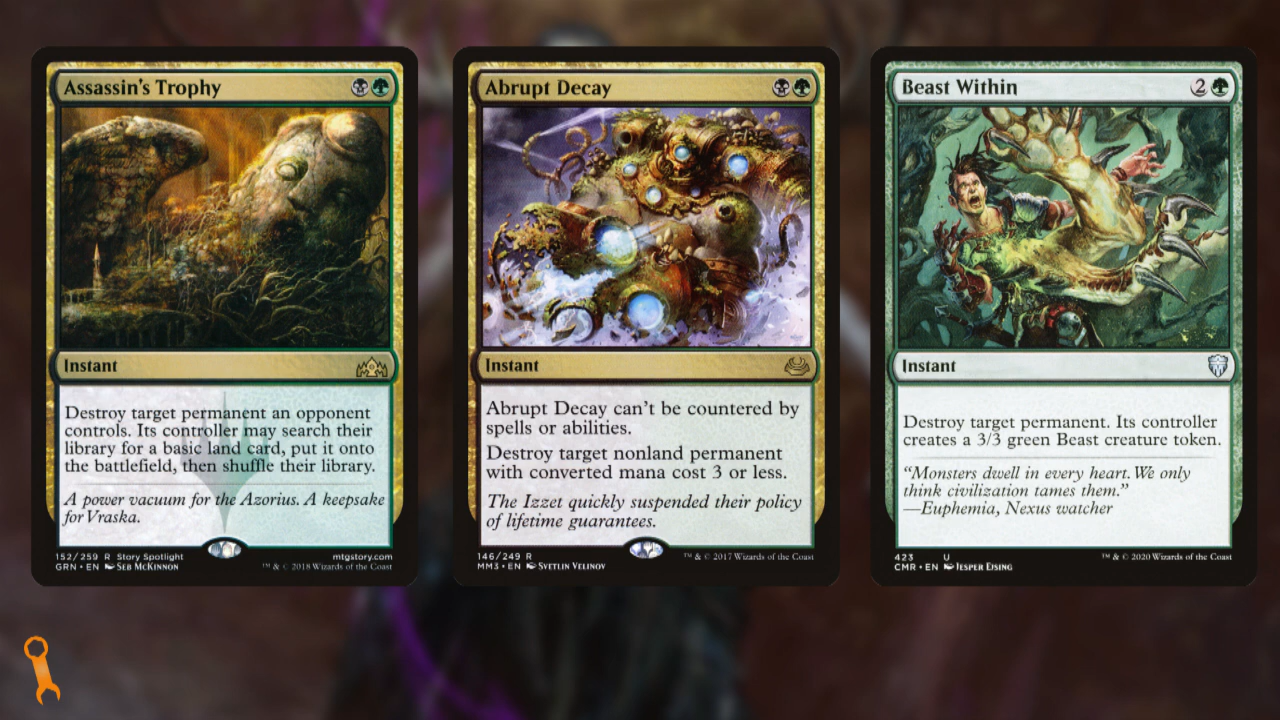 Assassin's Trophy
Instant
Destroy target permanent an opponent
controls. Its controller may search their
library for a basic land card, put it onto
the battlefield, then shuffle their library.
A power vacuum for the Azorius. A keepsake
for Vraska.
152/259 R Story Spotlight
GRN • EN Seb McKinnon
mtgstory.com
™ & © 2018 Wizards of the Coast
Abrupt Decay
Instant
Abrupt Decay can't be countered by
spells or abilities.
Destroy target nonland permanent
with converted mana cost 3 or less.
The Izzet quickly suspended their policy
of lifetime guarantees.
146/249 R
MM3 • EN Svetlin Velinov
™ & © 2017 Wizards of the Coast
Beast Within
2
Instant
Destroy target permanent. Its controller
creates a 3/3 green Beast creature token.
“Monsters dwell in every heart. We only
think civilization tames them.”
—Euphemia, Nexus watcher
423 U
CMR • EN Jesper Ejsing
™ & © 2020 Wizards of the Coast